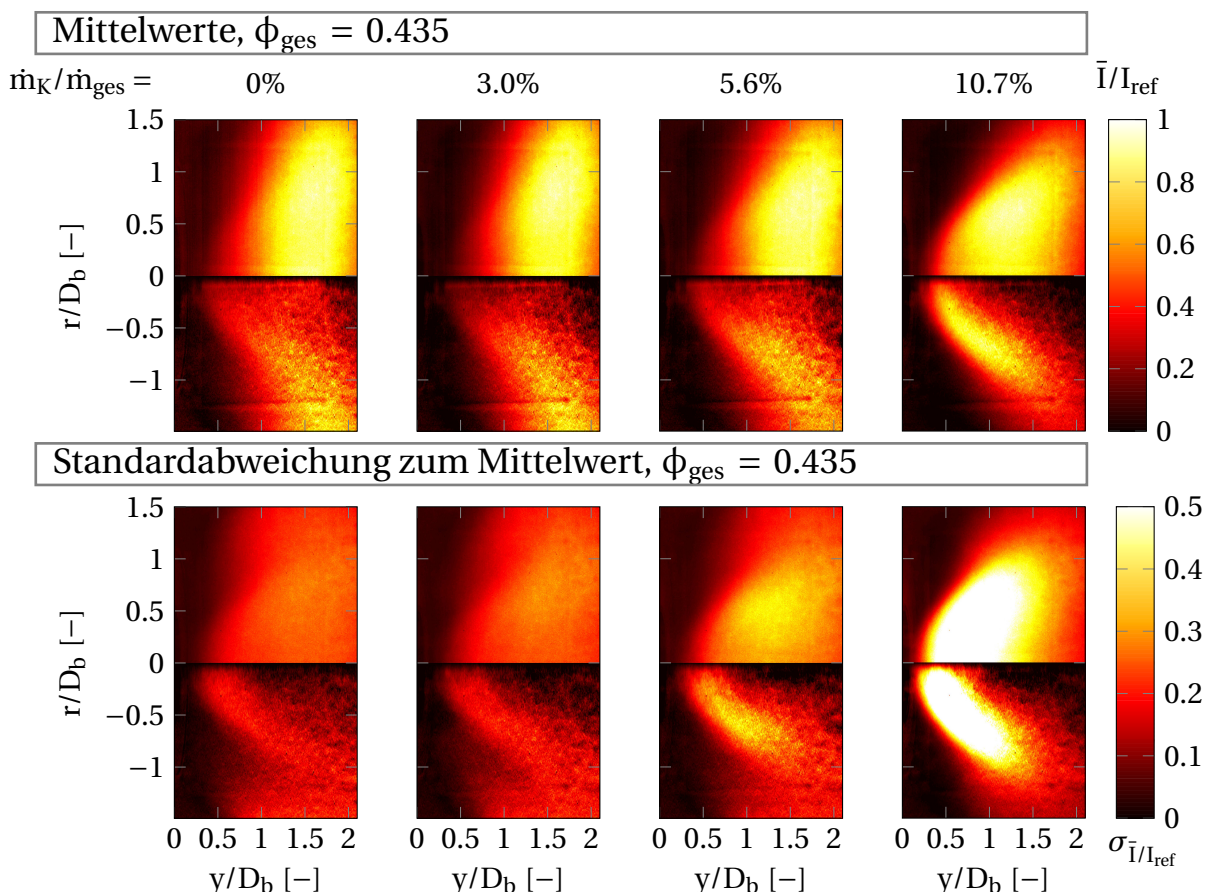 Mittelwerte, ϕges = 0.435
ṁK/ṁges = 0% 3.0% 5.6% 10.7% Ī/Iref
1.5 1
1 0.8
0.5 0.6
0
r/Db [−]
0.4
−0.5
0.2
−1
0
Standardabweichung zum Mittelwert, ϕges = 0.435
1.5 0.5
1 0.4
0.5 0.3
0
r/Db [−]
0.2
−0.5
0.1
−1
0
0 0.5 1 1.5 2 0 0.5 1 1.5 2 0 0.5 1 1.5 2 0 0.5 1 1.5 2 σĪ/Iref
y/Db [−] y/Db [−] y/Db [−] y/Db [−]